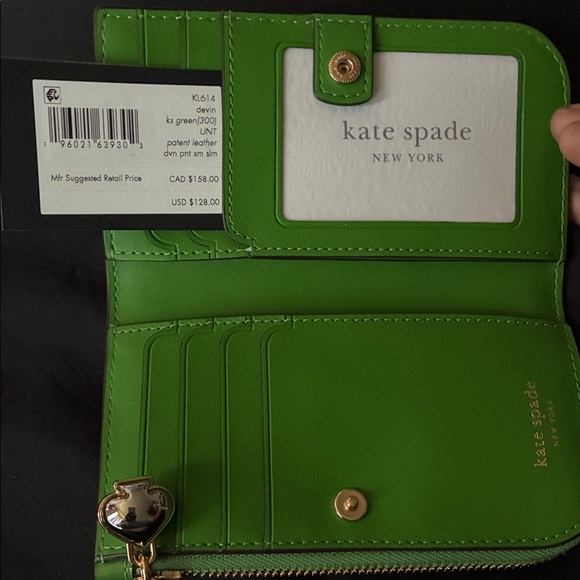 KL614
devin
ks green(300)
UNT
patent leather
dvn pnt sm slm
1 96021 63930 2
Mfr Suggested Retail Price CAD $158.00
USD $128.00
kate spade
NEW YORK
kate spade
NEW YORK